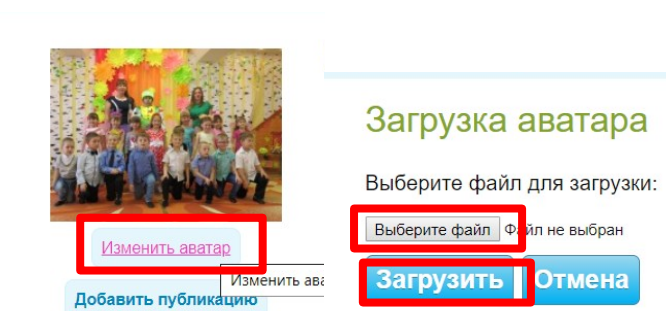 Изменить аватар
Изменить ава
Добавить публикацию
Загрузка аватара
Выберите файл для загрузки:
Выберите файл Файл не выбран
Загрузить Отмена